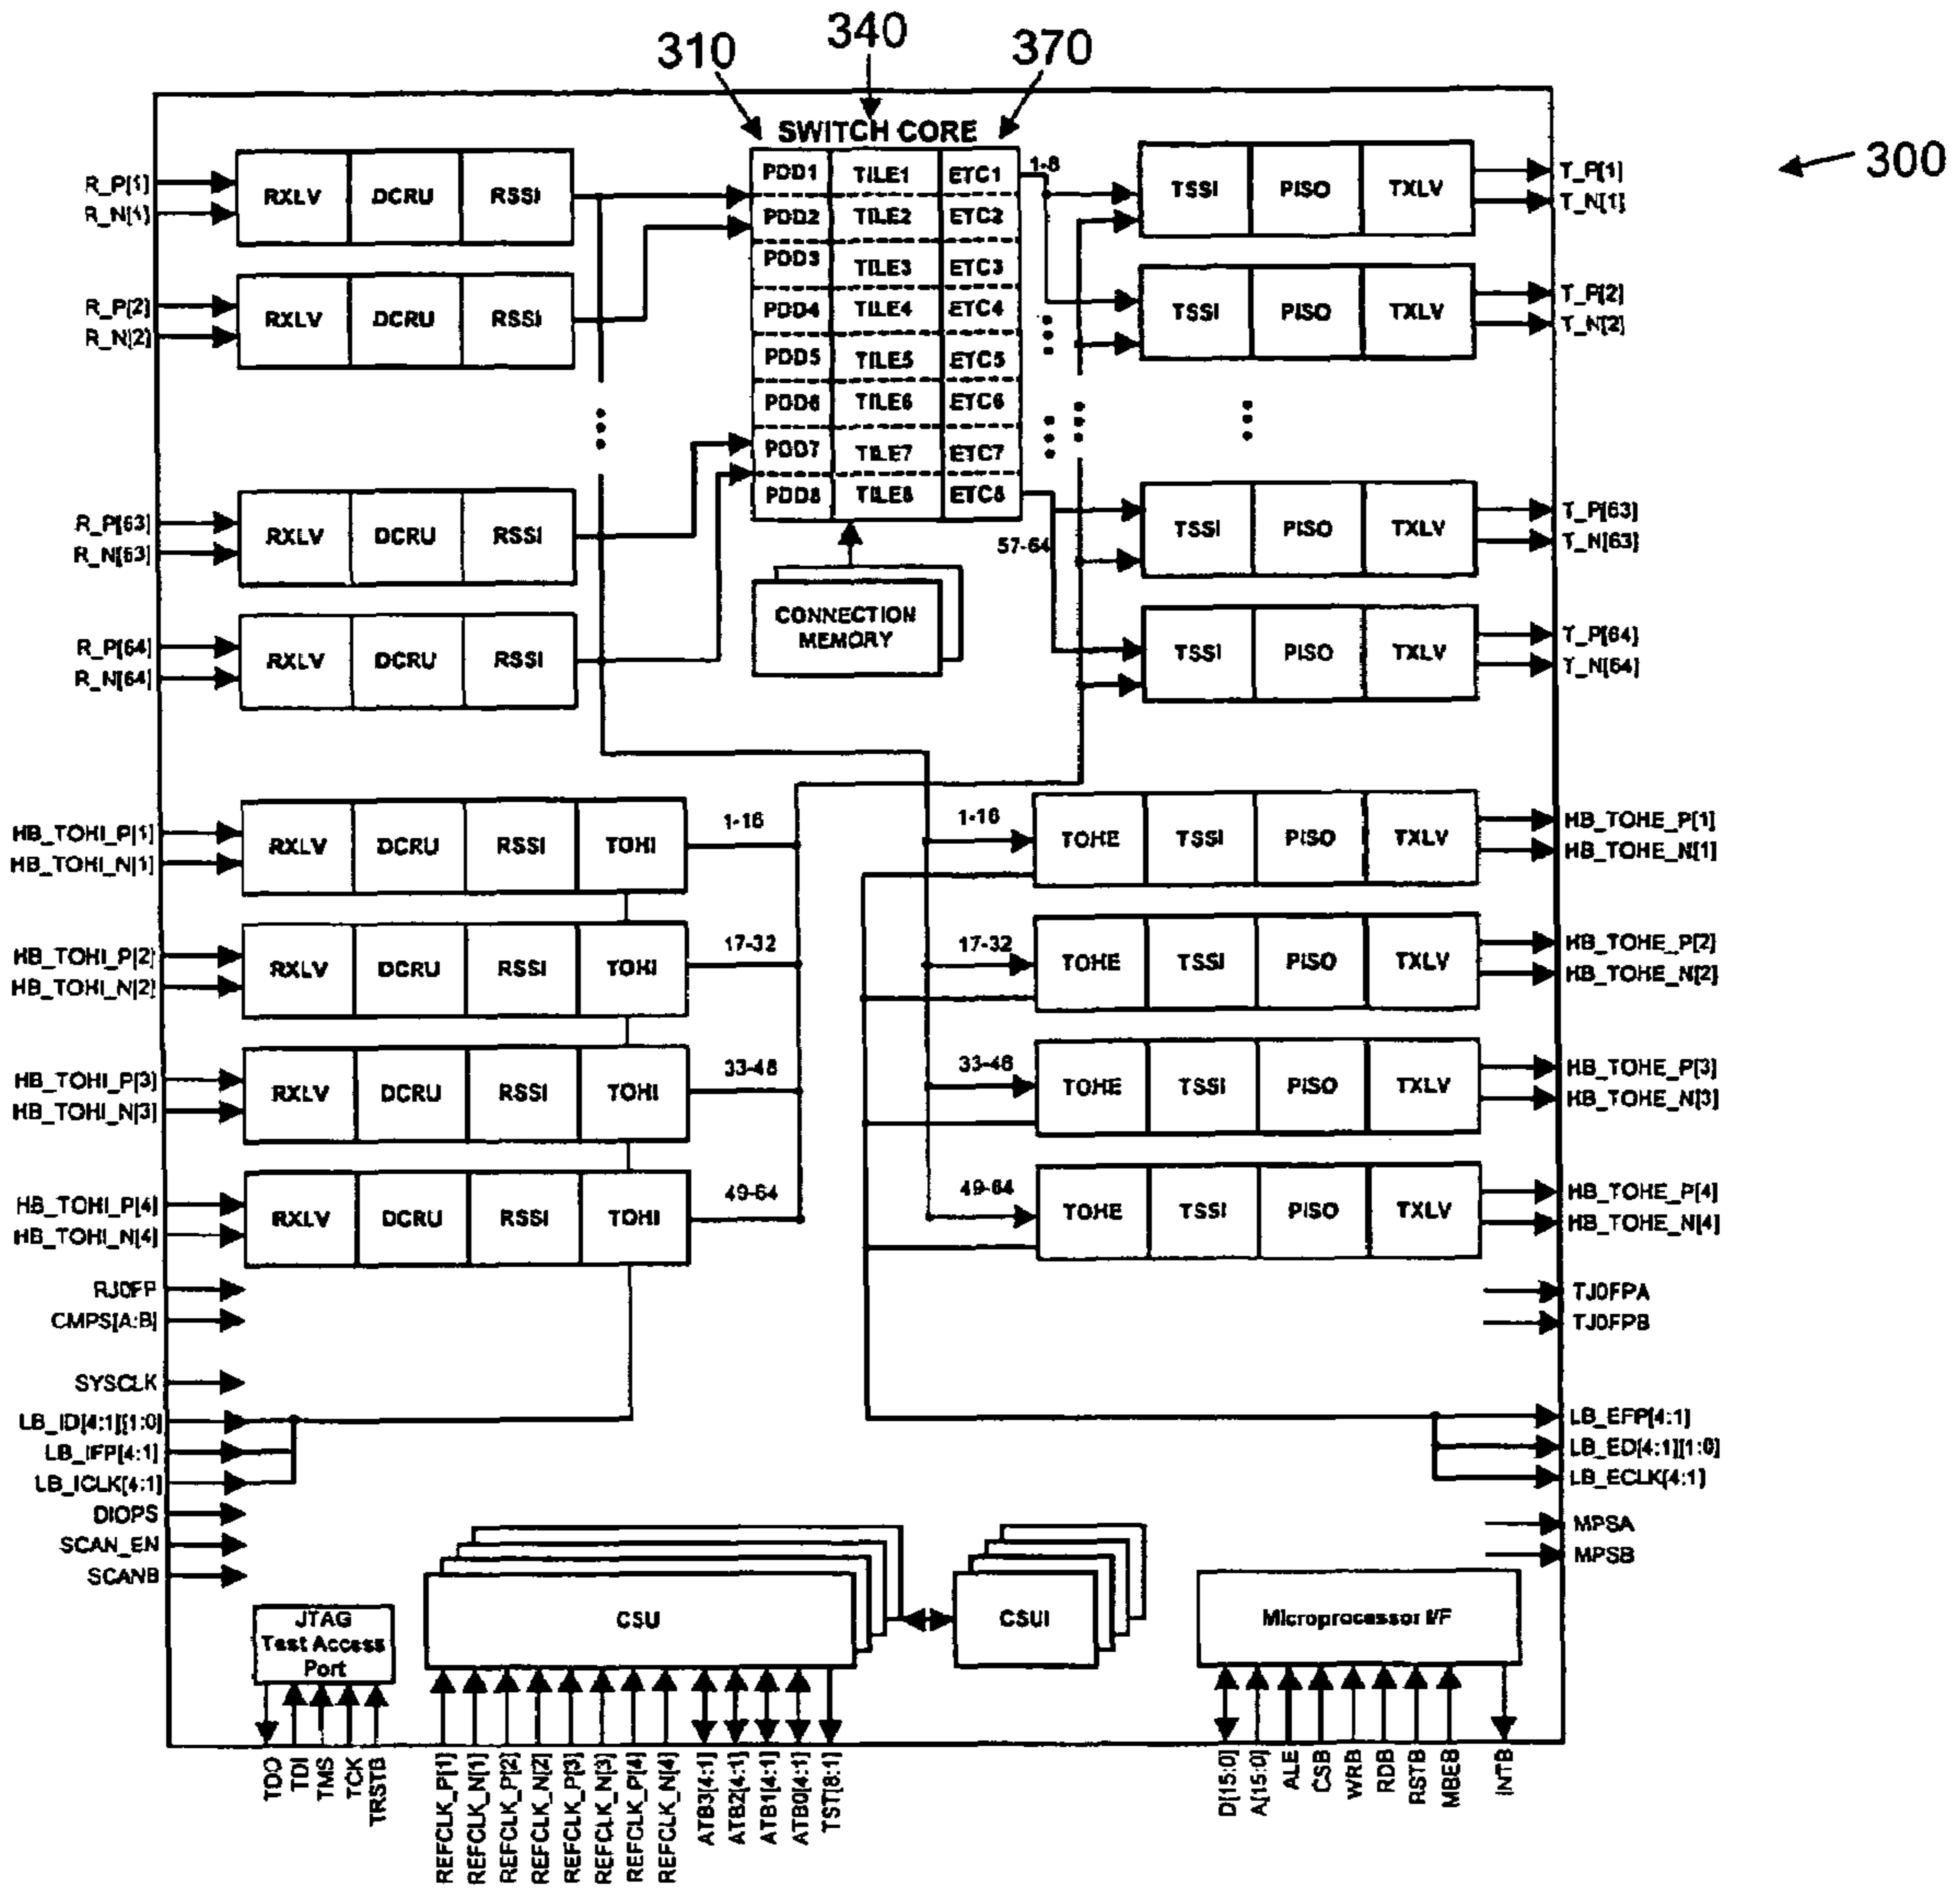 310 340 370
300
SWITCH CORE
R_P[1]
R_N[1]
RXLV DCRU RSSI
R_P[2]
R_N[2]
RXLV DCRU RSSI
R_P[63]
R_N[63]
RXLV DCRU RSSI
R_P[64]
R_N[64]
RXLV DCRU RSSI
PDD1 TILE1 ETC1
PDD2 TILE2 ETC2
PDD3 TILE3 ETC3
PDD4 TILE4 ETC4
PDD5 TILE5 ETC5
PDD6 TILE6 ETC6
PDD7 TILE7 ETC7
PDD8 TILE8 ETC8
1-8
57-64
CONNECTION
MEMORY
TSSI PISO TXLV
T_P[1]
T_N[1]
TSSI PISO TXLV
T_P[2]
T_N[2]
TSSI PISO TXLV
T_P[63]
T_N[63]
TSSI PISO TXLV
T_P[64]
T_N[64]
HB_TOHI_P[1]
HB_TOHI_N[1]
RXLV DCRU RSSI TOHI
1-16
HB_TOHI_P[2]
HB_TOHI_N[2]
RXLV DCRU RSSI TOHI
17-32
HB_TOHI_P[3]
HB_TOHI_N[3]
RXLV DCRU RSSI TOHI
33-48
HB_TOHI_P[4]
HB_TOHI_N[4]
RXLV DCRU RSSI TOHI
49-64
1-16
TOHE TSSI PISO TXLV
HB_TOHE_P[1]
HB_TOHE_N[1]
17-32
TOHE TSSI PISO TXLV
HB_TOHE_P[2]
HB_TOHE_N[2]
33-48
TOHE TSSI PISO TXLV
HB_TOHE_P[3]
HB_TOHE_N[3]
49-64
TOHE TSSI PISO TXLV
HB_TOHE_P[4]
HB_TOHE_N[4]
RJ0FP
CMPS[A:B]
SYSCLK
LB_ID[4:1][1:0]
LB_IFP[4:1]
LB_ICLK[4:1]
DIOPS
SCAN_EN
SCANB
TJ0FPA
TJ0FPB
LB_EFP[4:1]
LB_ED[4:1][1:0]
LB_ECLK[4:1]
MPSA
MPSB
JTAG
Test Access
Port
CSU
CSUI
Microprocessor I/F
TDO
TDI
TMS
TCK
TRSTB
REFCLK_P[1]
REFCLK_N[1]
REFCLK_P[2]
REFCLK_N[2]
REFCLK_P[3]
REFCLK_N[3]
REFCLK_P[4]
REFCLK_N[4]
ATB3[4:1]
ATB2[4:1]
ATB1[4:1]
ATB0[4:1]
TST[8:1]
D[15:0]
A[15:0]
ALE
CSB
WRB
RDB
RSTB
MBEB
INTB